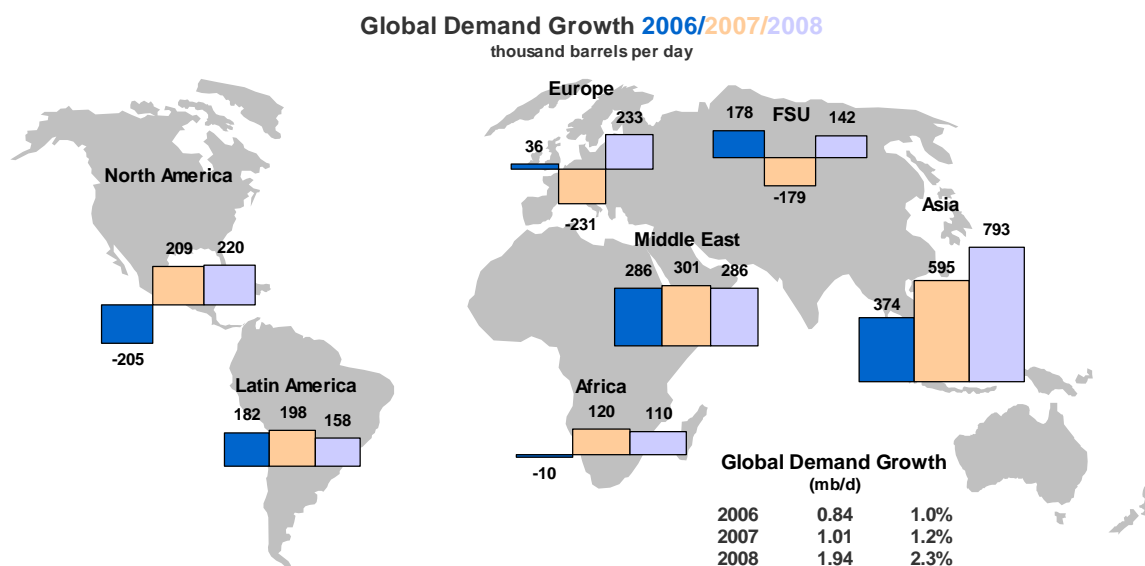 Global Demand Growth 2006/2007/2008
thousand barrels per day
Europe
36
233
-231
FSU
178
142
-179
North America
209
220
-205
Asia
793
595
374
Middle East
286
301
286
Latin America
182
198
158
Africa
120
110
-10
Global Demand Growth
(mb/d)
2006 0.84 1.0%
2007 1.01 1.2%
2008 1.94 2.3%